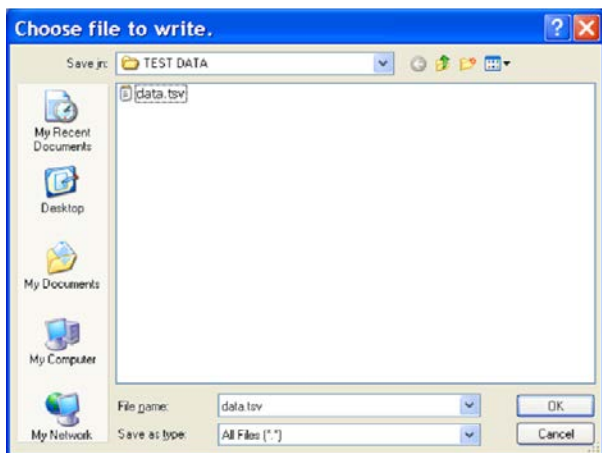 Choose file to write.
Save in:
TEST DATA
data.tsv
My Recent
Documents
Desktop
My Documents
My Computer
My Network
File name:
data.tsv
OK
Save as type:
All Files (*.*)
Cancel